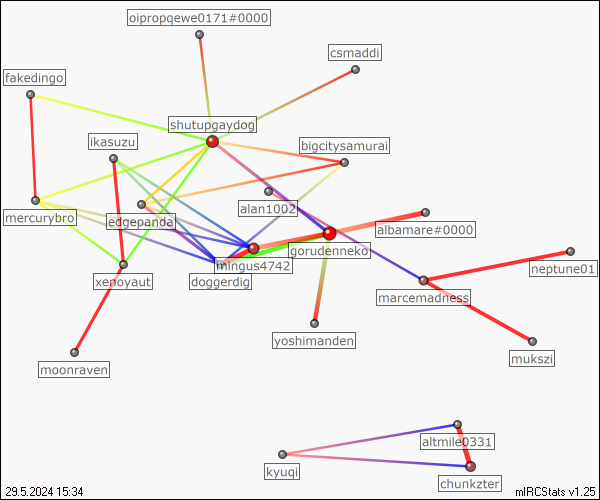 oipropqewe0171#0000
csmaddi
fakedingo
shutupgaydog
ikasuzu
bigcitysamurai
alan1002
mercurybro
edgepanda
albamare#0000
gorudenneko
mingus4742
neptune01
xenoyaut
doggerdig
marcemadness
yoshimanden
mukszi
moonraven
altmile0331
kyuqi
chunkzter
29.5.2024 15:34
mIRCStats v1.25